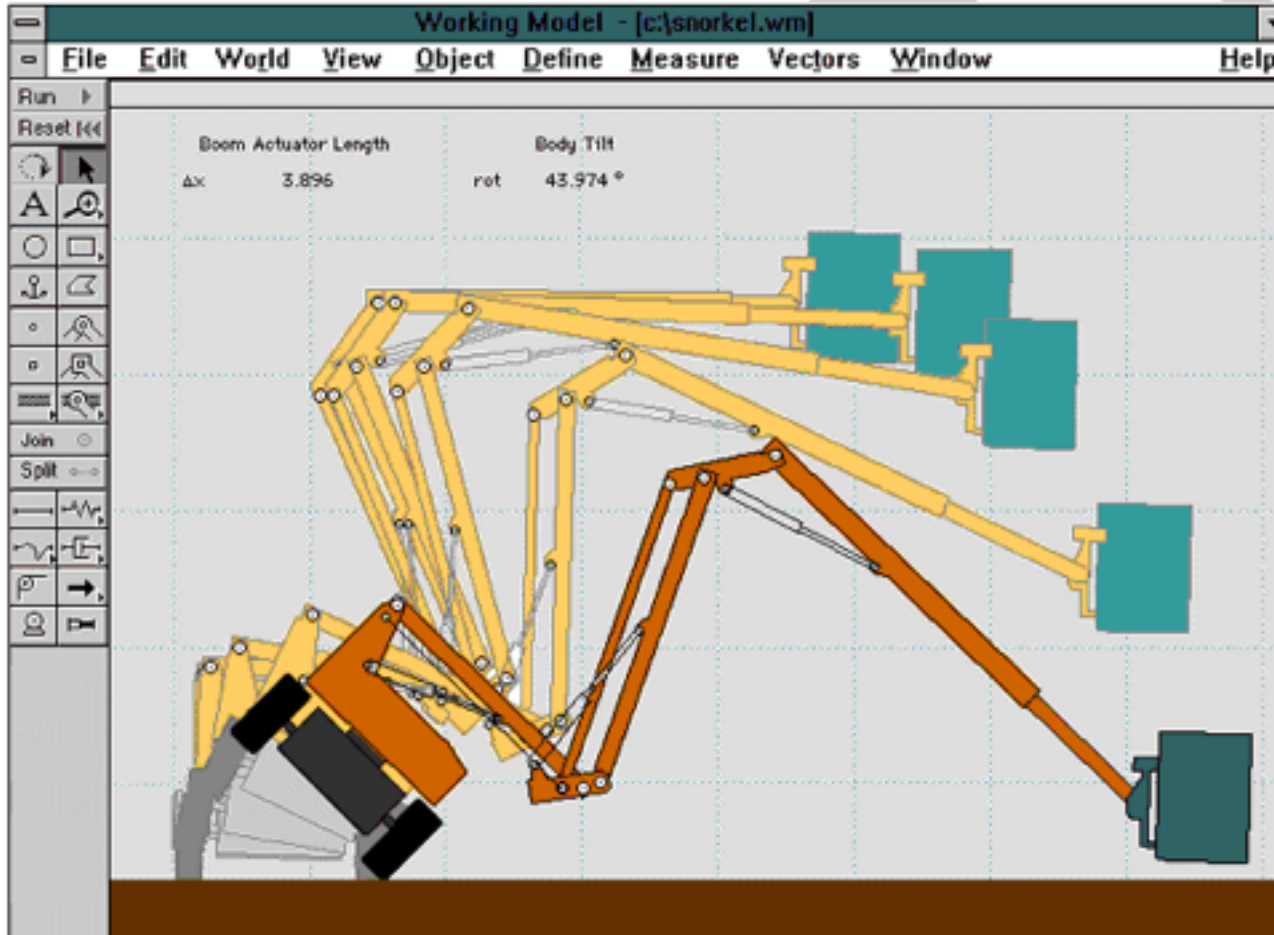 Working Model - [c:\snorkel.wm]
File Edit World View Object Define Measure Vectors Window Help
Run
Reset
Boom Actuator Length Body Tilt
Δx 3.896 rot 43.974 °
A
Join
Split